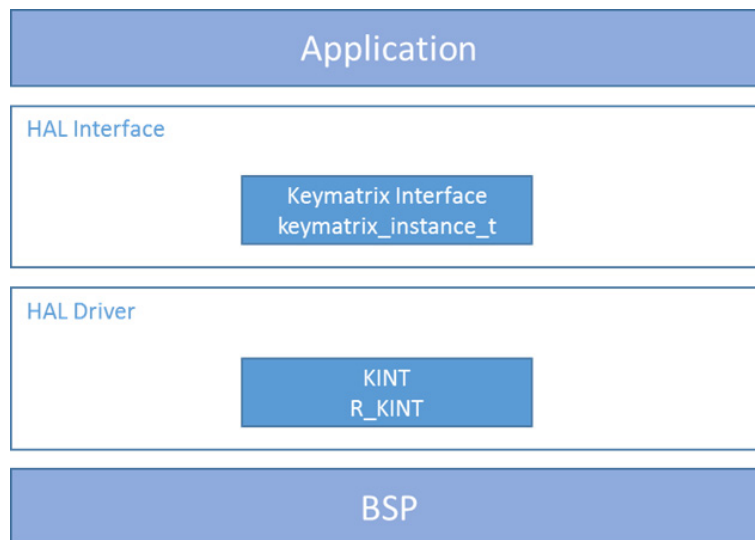 Application
HAL Interface
Keymatrix Interface
keymatrix_instance_t
HAL Driver
KINT
R_KINT
BSP